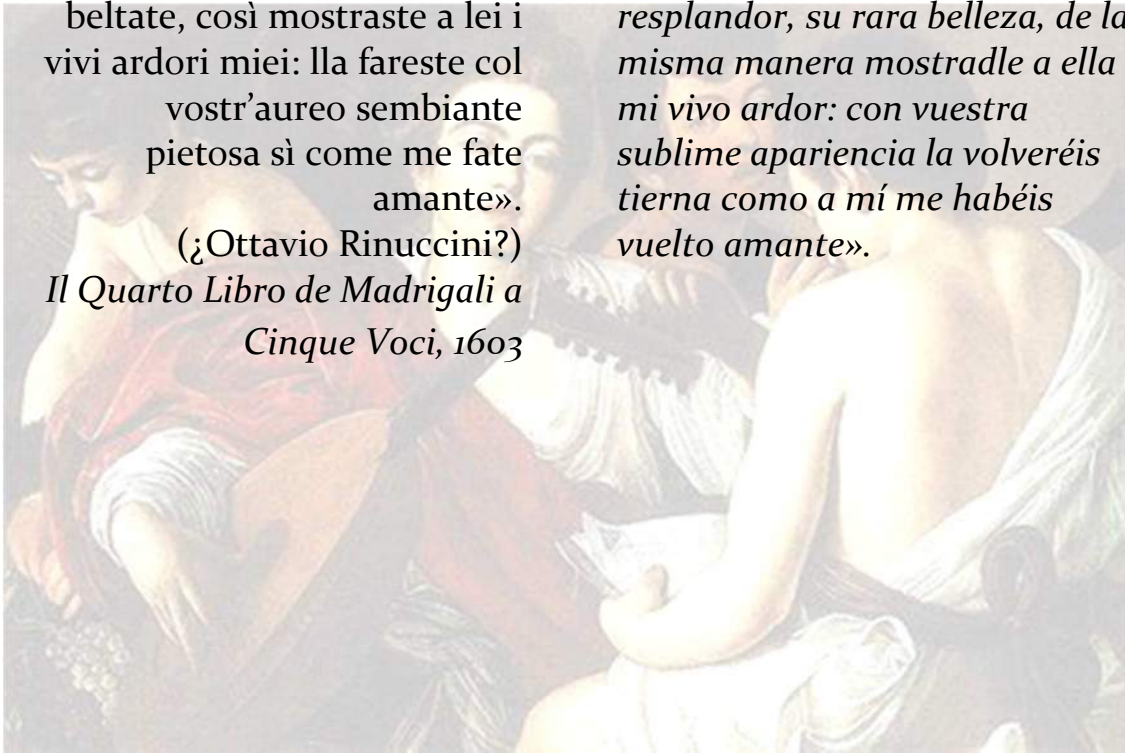 beltate, così mostraste a lei i
vivi ardori miei: lla fareste col
vostr’aureo sembiante
pietosa sì come me fate
amante».
(¿Ottavio Rinuccini?)
Il Quarto Libro de Madrigali a
Cinque Voci, 1603
resplandor, su rara belleza, de la
misma manera mostradle a ella
mi vivo ardor: con vuestra
sublime apariencia la volveréis
tierna como a mí me habéis
vuelto amante».